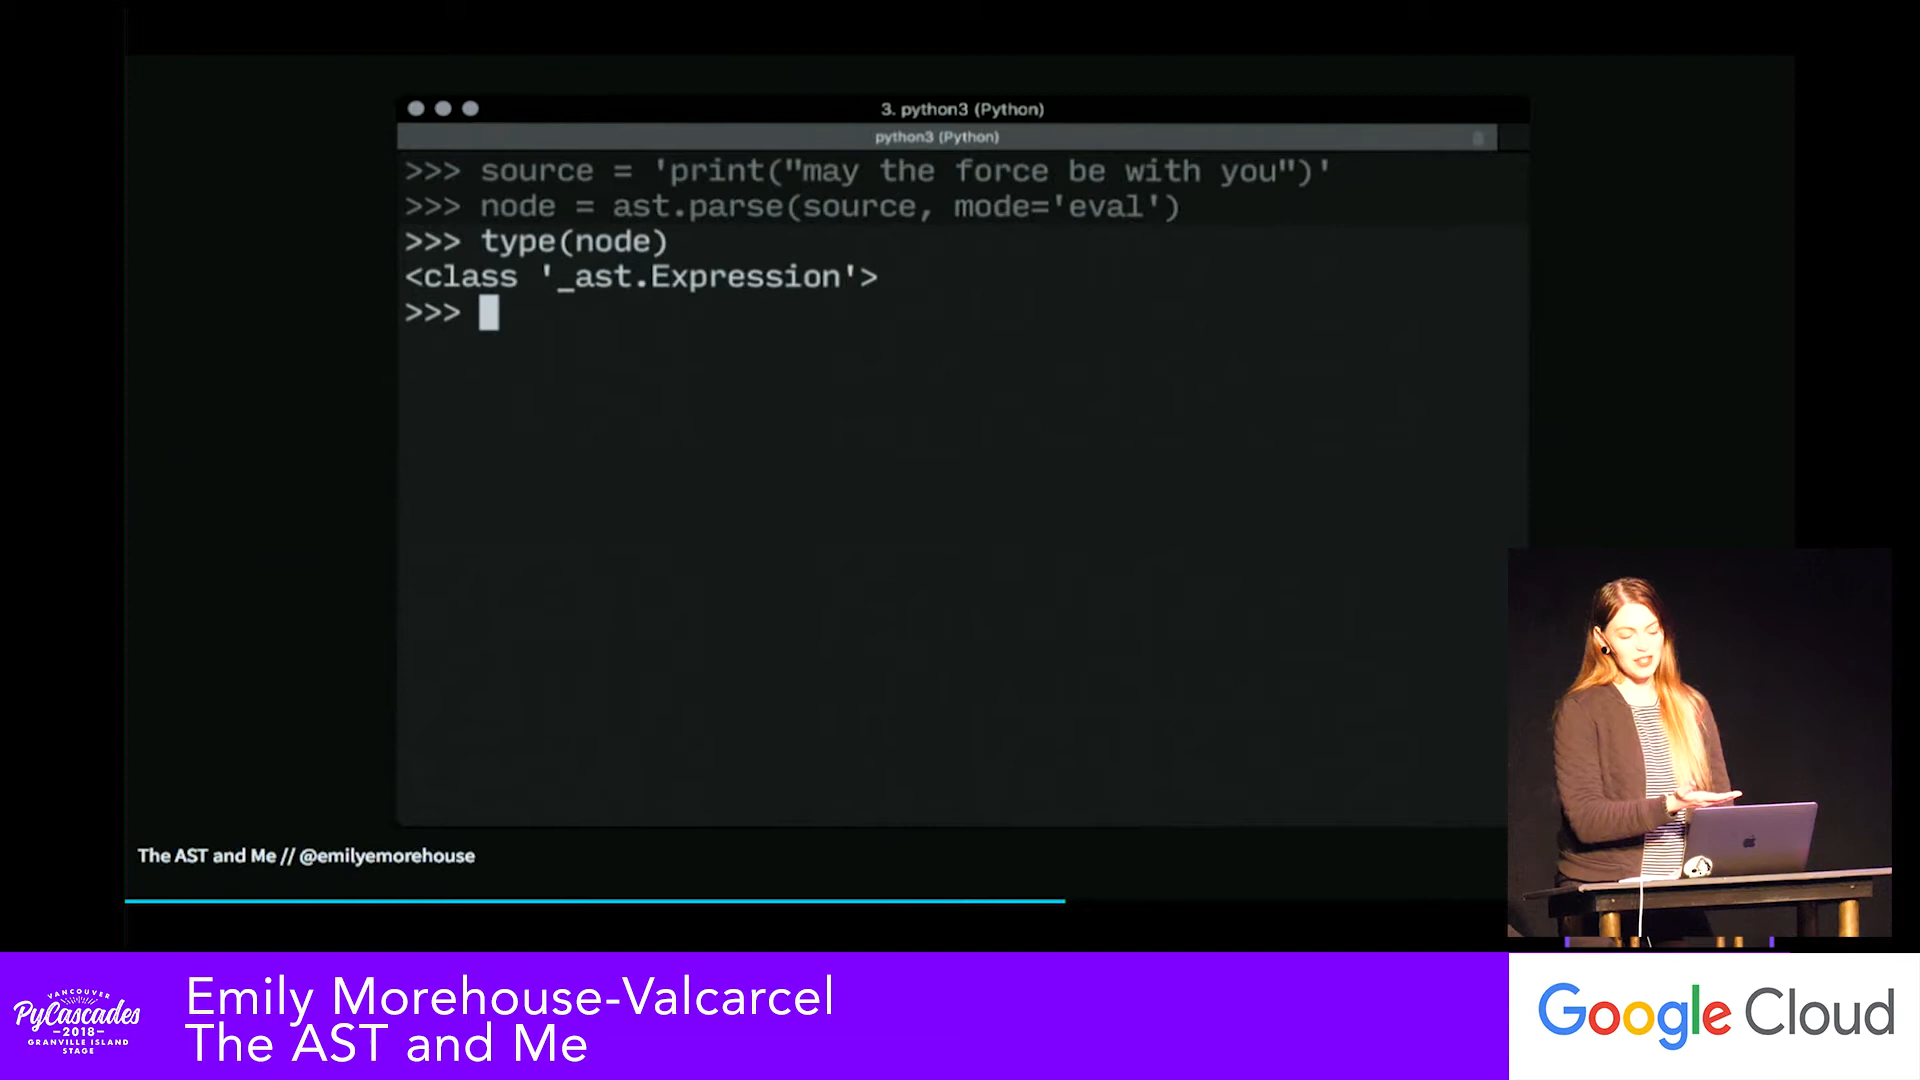 3. python3 (Python)
python3 (Python)
>>> source = 'print("may the force be with you")'
>>> node = ast.parse(source, mode='eval')
>>> type(node)
<class '_ast.Expression'>
>>>
The AST and Me // @emilyemorehouse
VANCOUVER
PyCascades
-2018-
GRANVILLE ISLAND
STAGE
Emily Morehouse-Valcarcel
The AST and Me
Google Cloud